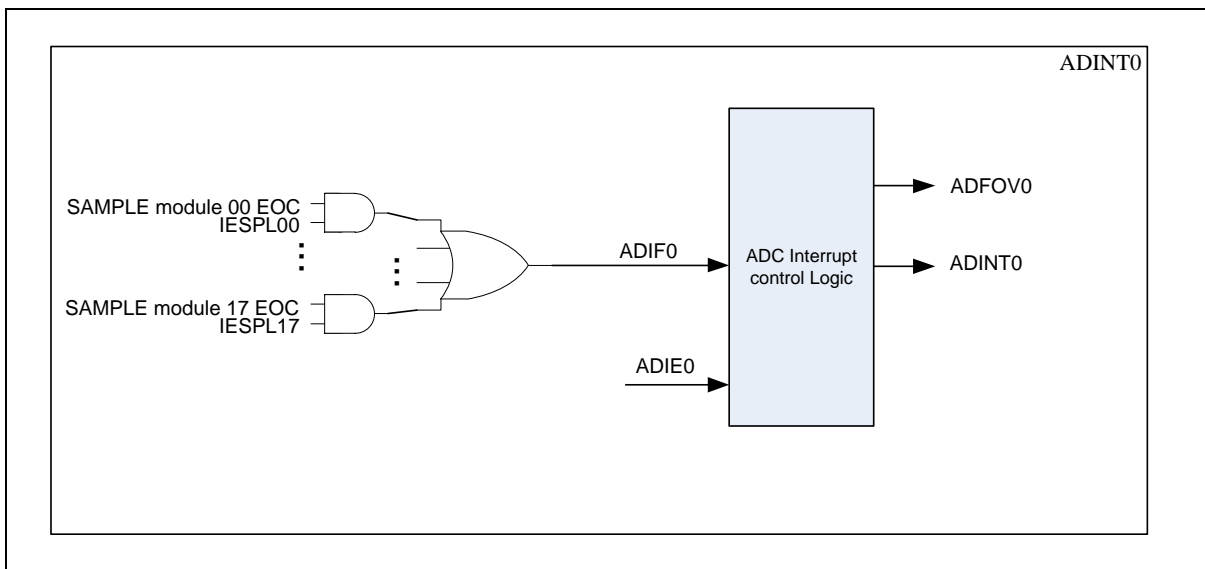 ADINT0
SAMPLE module 00 EOC
IESPL00
SAMPLE module 17 EOC
IESPL17
ADIF0
ADIE0
ADC Interrupt
control Logic
ADFOV0
ADINT0